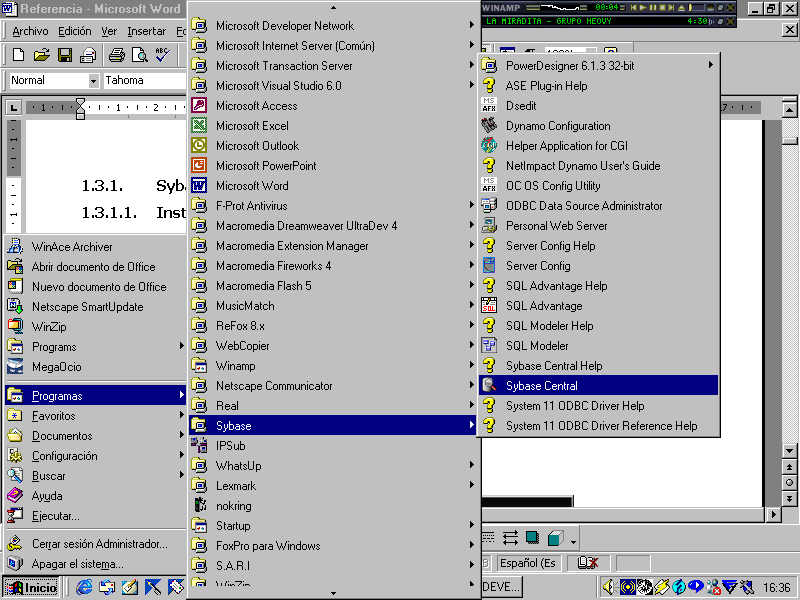 Referencia - Microsoft Word
Archivo Edición Ver Insertar
Normal
Tahoma
WINAMP 00:04
LA MIRADITA - GRUPO HEOVY 4:30
1.3.1. Syb
1.3.1.1. Inst
WinAce Archiver
Abrir documento de Office
Nuevo documento de Office
Netscape SmartUpdate
WinZip
Programs
MegaOcio
Programas
Favoritos
Documentos
Configuración
Buscar
Ayuda
Ejecutar...
Cerrar sesión Administrador...
Apagar el sistema...
Microsoft Developer Network
Microsoft Internet Server (Común)
Microsoft Transaction Server
Microsoft Visual Studio 6.0
Microsoft Access
Microsoft Excel
Microsoft Outlook
Microsoft PowerPoint
Microsoft Word
F-Prot Antivirus
Macromedia Dreamweaver UltraDev 4
Macromedia Extension Manager
Macromedia Fireworks 4
Macromedia Flash 5
MusicMatch
ReFox 8.x
WebCopier
Winamp
Netscape Communicator
Real
Sybase
IPSub
WhatsUp
Lexmark
nokring
Startup
FoxPro para Windows
S.A.R.I
WinZip
PowerDesigner 6.1.3 32-bit
ASE Plug-in Help
Dsedit
Dynamo Configuration
Helper Application for CGI
NetImpact Dynamo User's Guide
OC OS Config Utility
ODBC Data Source Administrator
Personal Web Server
Server Config Help
Server Config
SQL Advantage Help
SQL Advantage
SQL Modeler Help
SQL Modeler
Sybase Central Help
Sybase Central
System 11 ODBC Driver Help
System 11 ODBC Driver Reference Help
Español (Es
Inicio
DEVE...
16:36